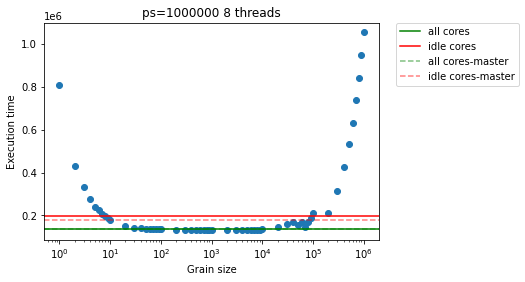 ps=1000000 8 threads
1e6
1.0
0.8
0.6
0.4
0.2
Execution time
10^0
10^1
10^2
10^3
10^4
10^5
10^6
Grain size
all cores
idle cores
all cores-master
idle cores-master